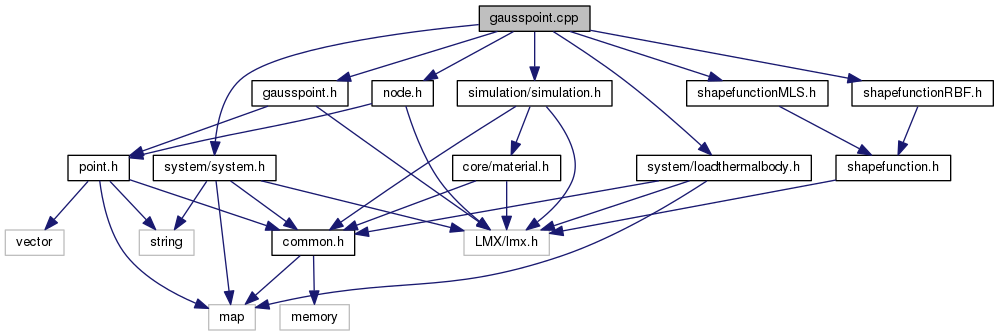 gausspoint.cpp
gausspoint.h
node.h
simulation/simulation.h
shapefunctionMLS.h
shapefunctionRBF.h
point.h
system/system.h
core/material.h
system/loadthermalbody.h
shapefunction.h
vector
string
common.h
LMX/lmx.h
map
memory